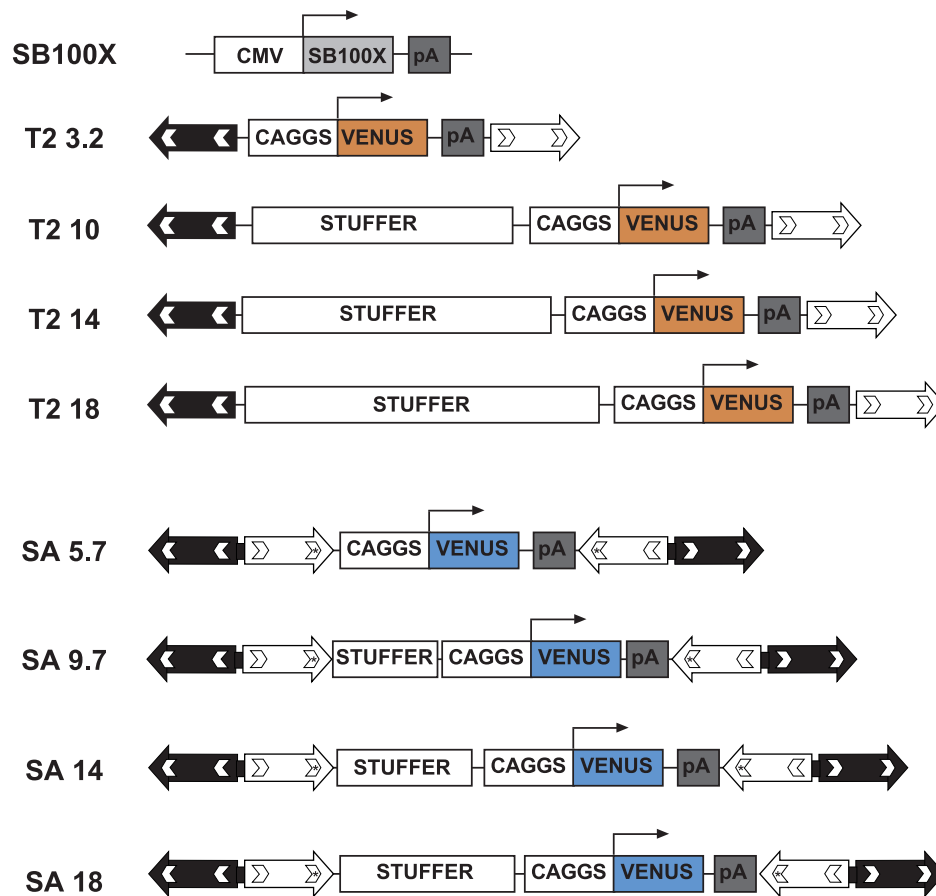 SB100X CMV SB100X pA
T2 3.2 CAGGS VENUS pA
T2 10 STUFFER CAGGS VENUS pA
T2 14 STUFFER CAGGS VENUS pA
T2 18 STUFFER CAGGS VENUS pA
SA 5.7 * CAGGS VENUS pA *
SA 9.7 * STUFFER CAGGS VENUS pA *
SA 14 * STUFFER CAGGS VENUS pA *
SA 18 * STUFFER CAGGS VENUS pA *